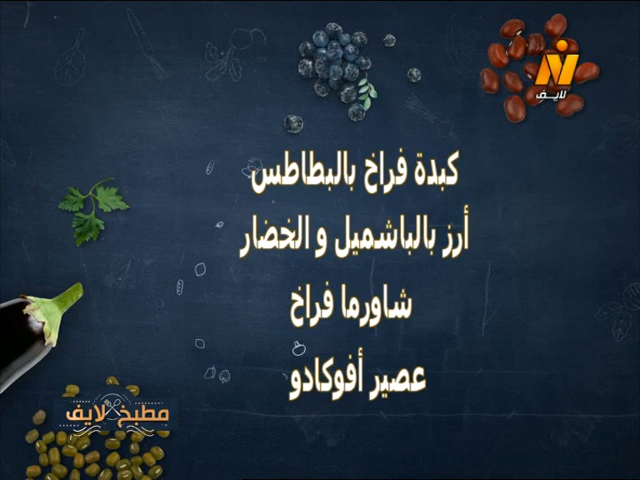 لايف
كبدة فراخ بالبطاطس
أرز بالباشميل و الخضار
شاورما فراخ
عصير أفوكادو
مطبخ لايف